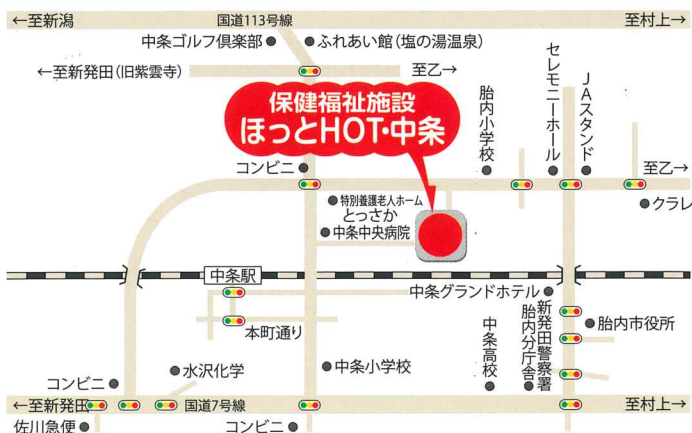 ←至新潟
国道113号線
至村上→
中条ゴルフ倶楽部
ふれあい館(塩の湯温泉)
←至新発田(旧紫雲寺)
至乙→
保健福祉施設
ほっとHOT・中条
胎内小学校
セレモニーホール
JAスタンド
コンビニ
至乙→
特別養護老人ホーム
とっさか
中条中央病院
クラレ
中条駅
中条グランドホテル
本町通り
新発田警察署
胎内分庁舎
胎内市役所
中条高校
水沢化学
中条小学校
コンビニ
←至新発田
国道7号線
至村上→
佐川急便
コンビニ